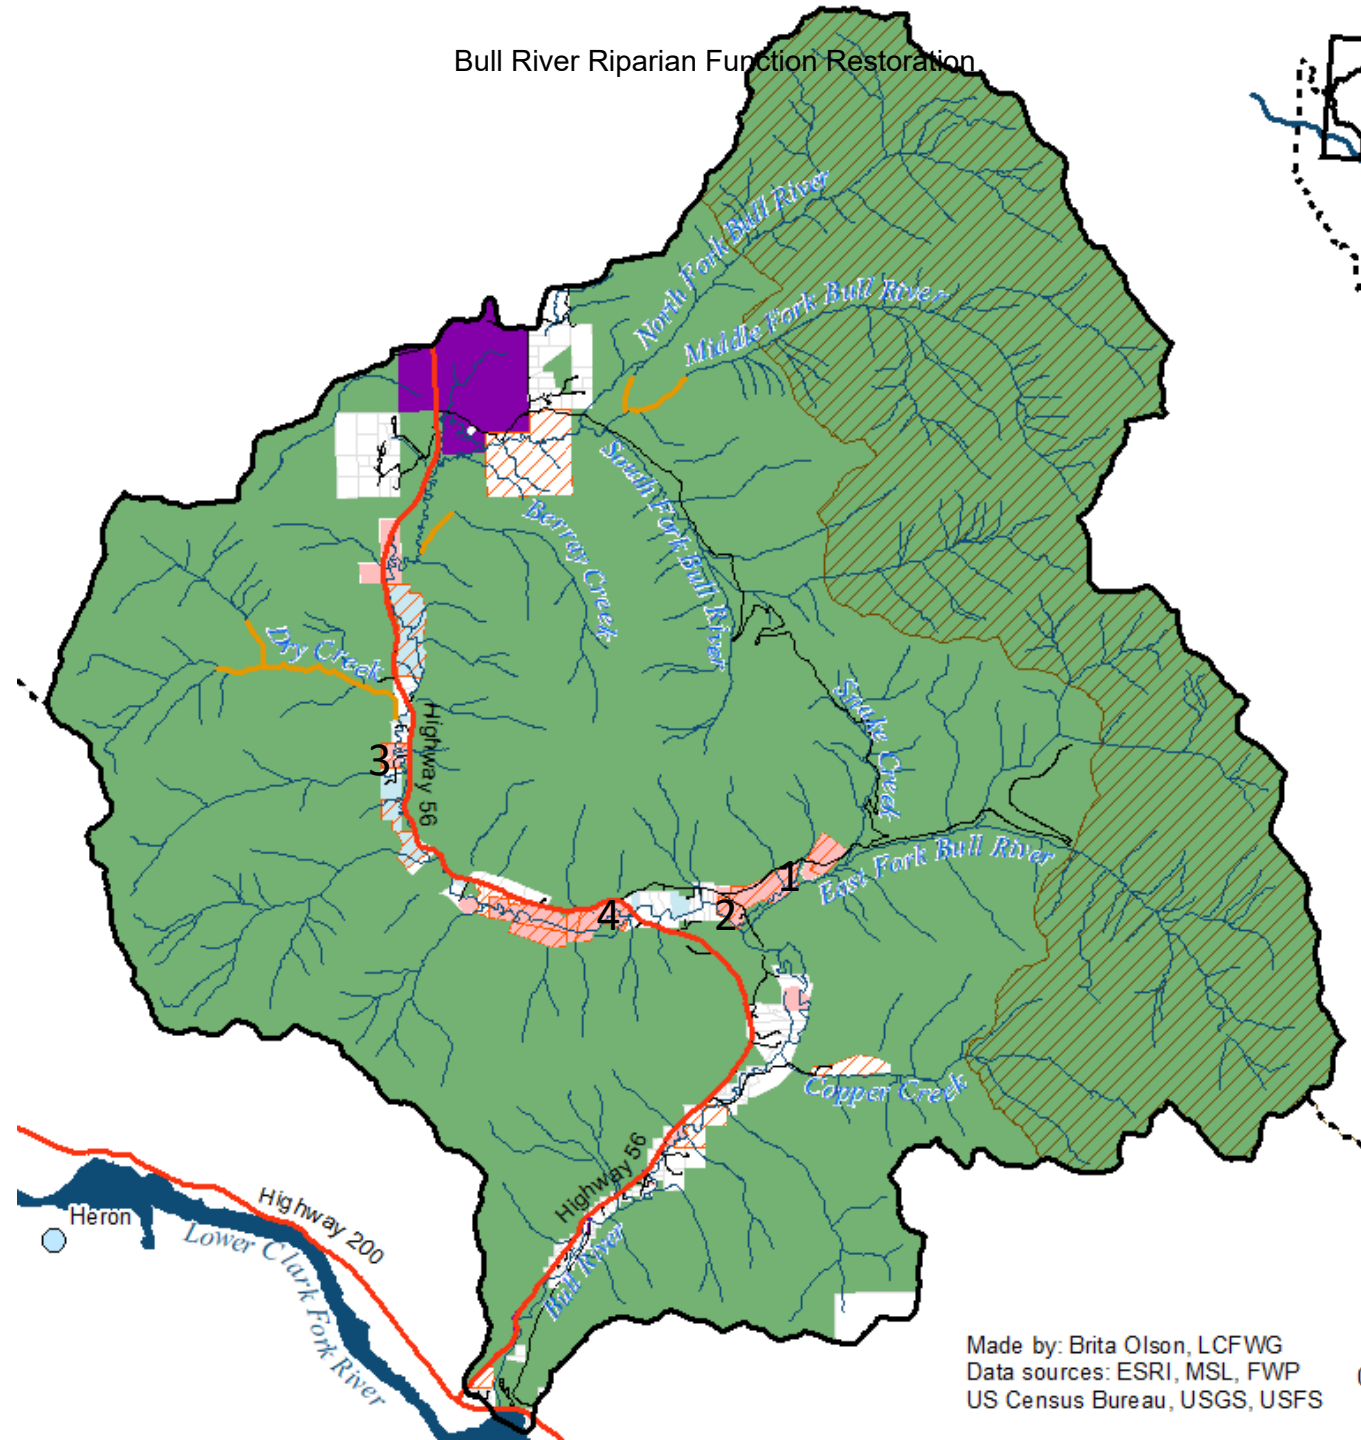 Bull River Riparian Function Restoration
North Fork Bull River
Middle Fork Bull River
South Fork Bull River
Berray Creek
Dry Creek
Snake Creek
Highway 56
3
1
East Fork Bull River
2
4
Copper Creek
Highway 56
Bull River
Highway 200
Heron
Lower Clark Fork River
Made by: Brita Olson, LCFWG
Data sources: ESRI, MSL, FWP
US Census Bureau, USGS, USFS